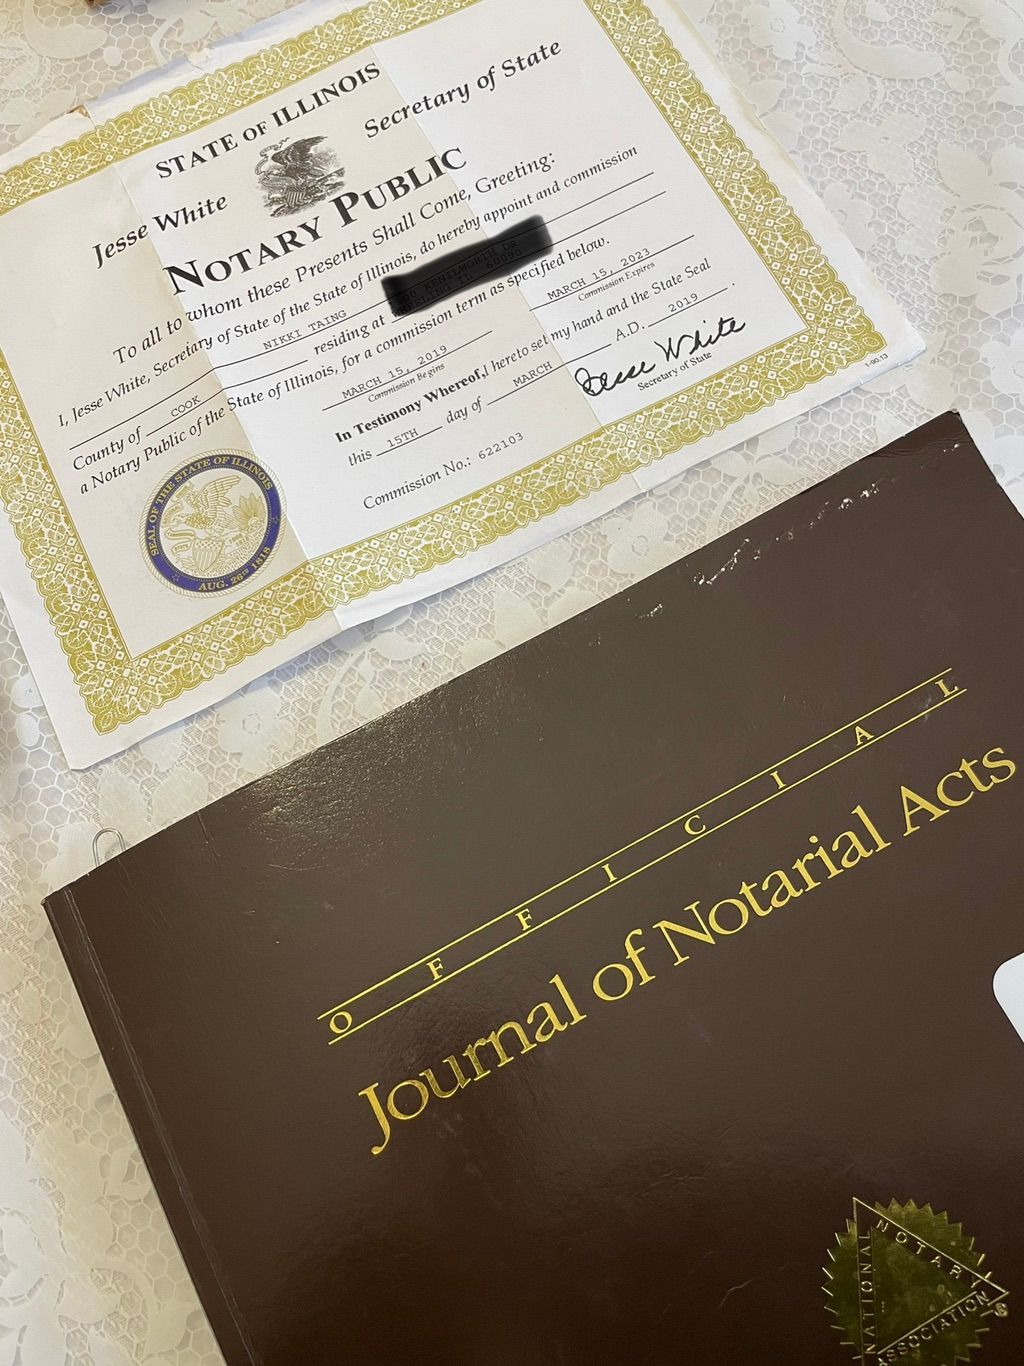 STATE OF ILLINOIS
Jesse White
Secretary of State
NOTARY PUBLIC
To all to whom these Presents Shall Come, Greeting:
I, Jesse White, Secretary of State of the State of Illinois, do hereby appoint and commission
NIKKI TAING
County of COOK residing at
a Notary Public of the State of Illinois, for a commission term as specified below.
MARCH 15, 2019 MARCH 15, 2023
Commission Begins Commission Expires
In Testimony Whereof, I hereto set my hand and the State Seal
this 15TH day of MARCH A.D. 2019.
Commission No.: 622103
Jesse White
Secretary of State
1-90.13
SEAL OF THE STATE OF ILLINOIS
AUG. 26TH 1818
OFFICIAL
Journal of Notarial Acts
NATIONAL NOTARY ASSOCIATION ®